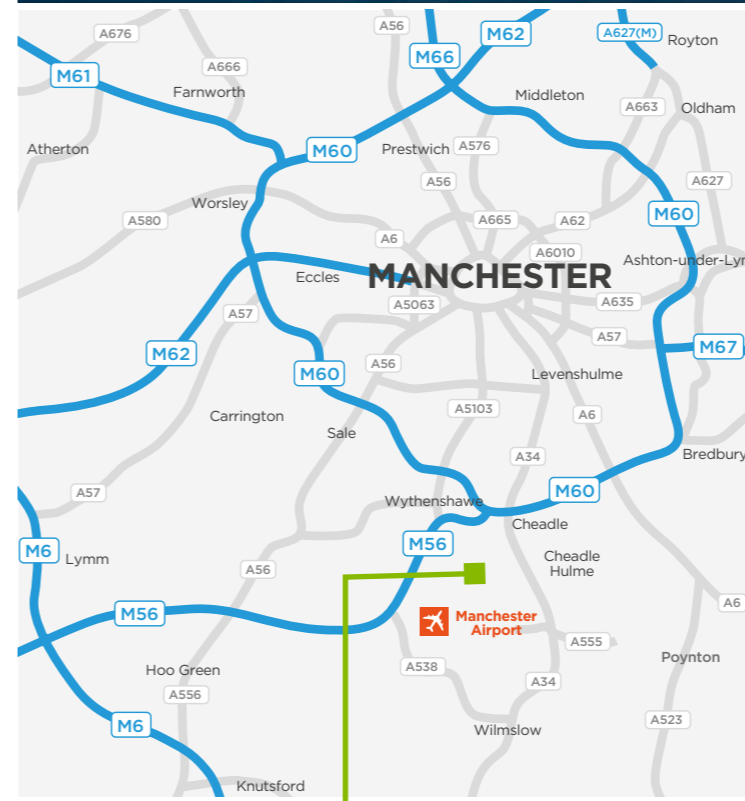 A56
M62
A627(M)
A676
Royton
M66
A666
M61
Farnworth
Middleton
A663
Oldham
Atherton
M60
Prestwich
A576
A56
A627
Worsley
A580
A665
A62
M60
A6
A6010
Ashton-under-Lyn
Eccles
MANCHESTER
A5063
A635
A57
A57
M62
A56
M67
M60
Levenshulme
Carrington
A5103
A6
Sale
A34
Bredbury
A57
M60
Wythenshawe
Cheadle
M6
Lymm
M56
Cheadle
Hulme
A56
A6
M56
Manchester
Airport
A555
Hoo Green
A538
Poynton
A556
A34
M6
A523
Wilmslow
Knutsford